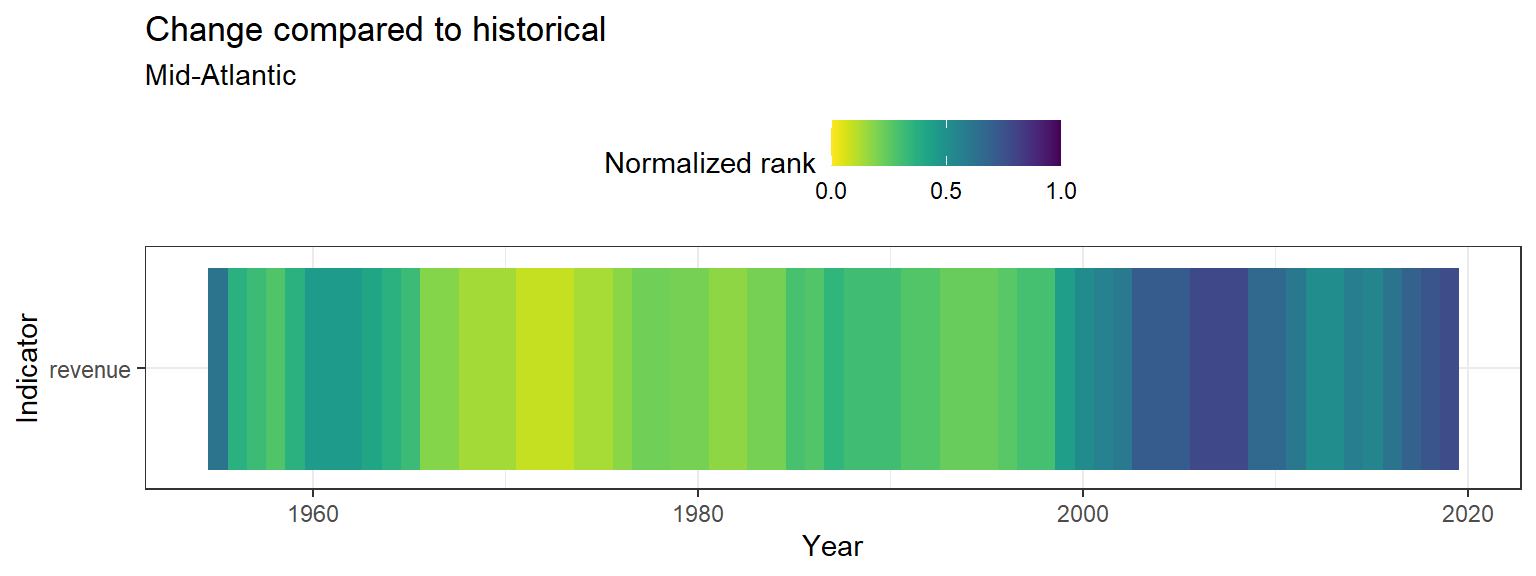 Change compared to historical
Mid-Atlantic
Normalized rank
0.0 0.5 1.0
Indicator
revenue
1960 1980 2000 2020
Year